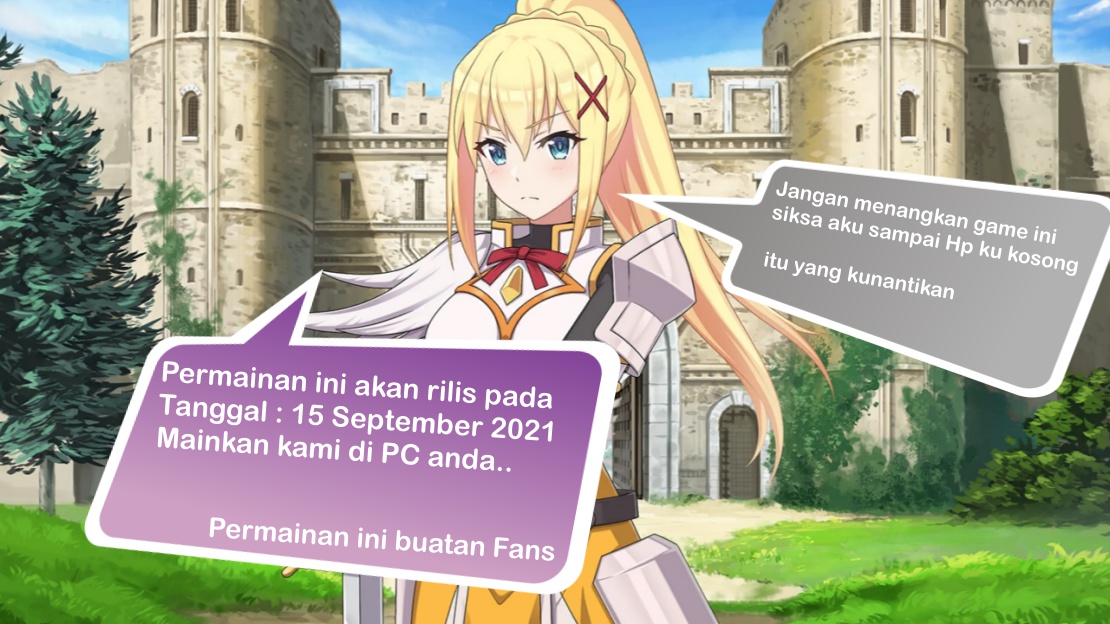 Jangan menangkan game ini
siksa aku sampai Hp ku kosong
itu yang kunantikan
Permainan ini akan rilis pada
Tanggal : 15 September 2021
Mainkan kami di PC anda..
Permainan ini buatan Fans